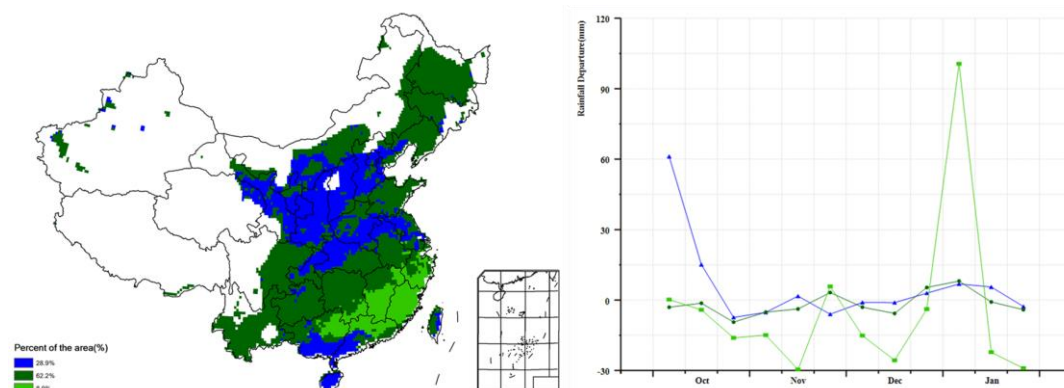 Percent of the area(%)
28.9%
62.2%
Rainfall Departure(mm)
120
90
60
30
0
-30
Oct
Nov
Dec
Jan